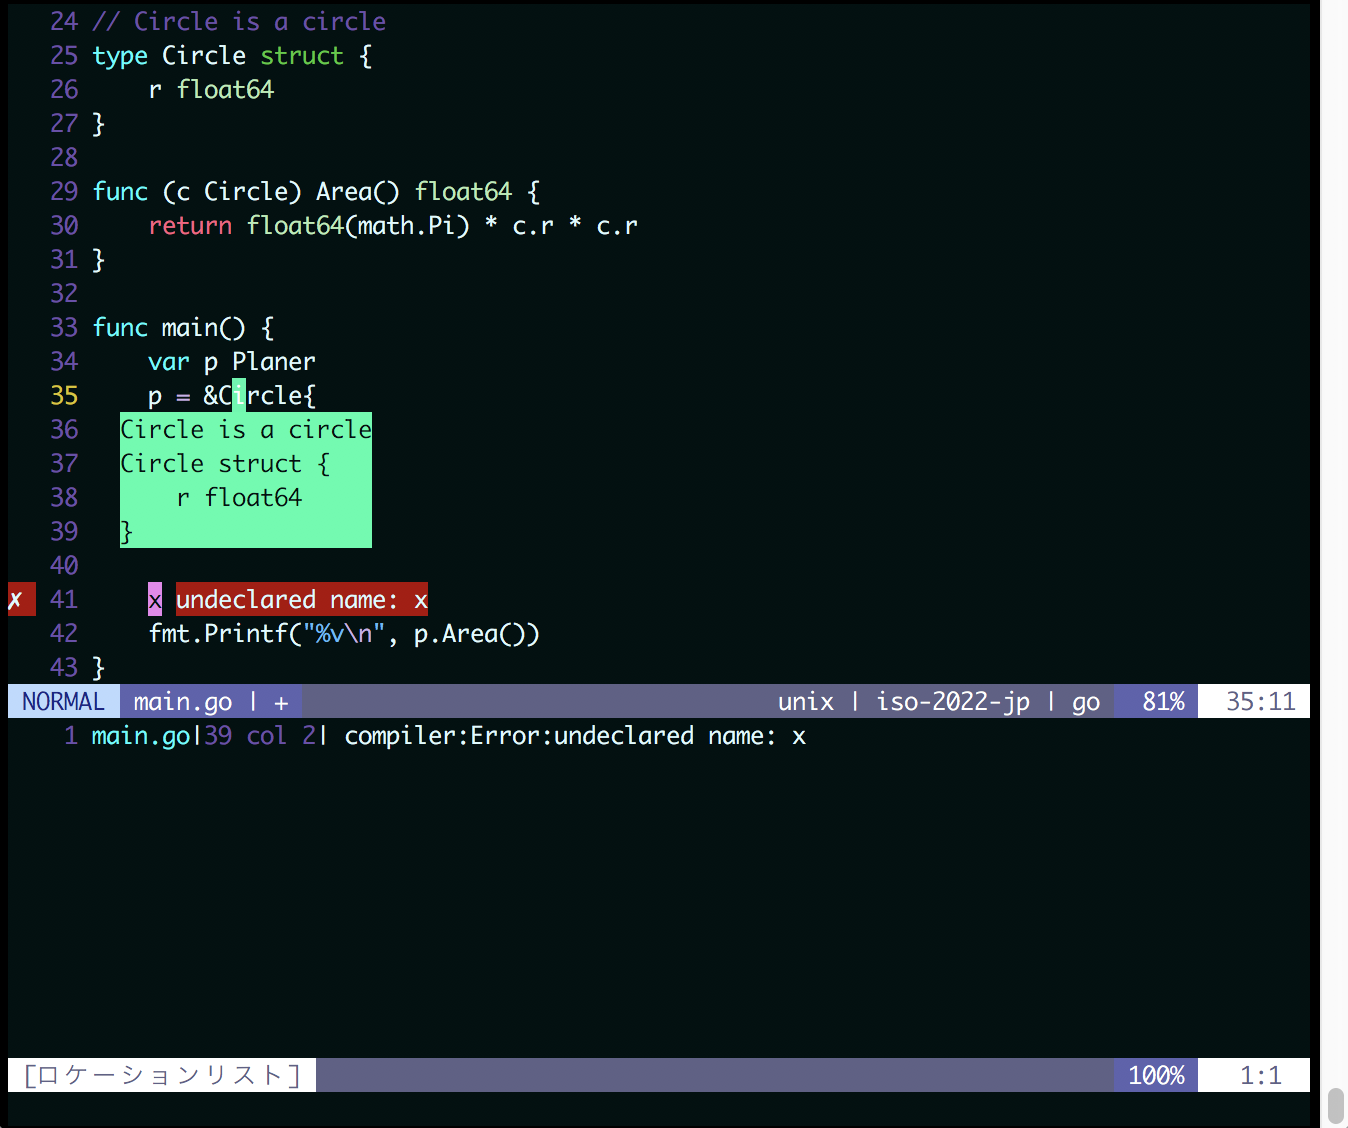 24 // Circle is a circle
25 type Circle struct {
26     r float64
27 }
28
29 func (c Circle) Area() float64 {
30     return float64(math.Pi) * c.r * c.r
31 }
32
33 func main() {
34     var p Planer
35     p = &Circle{
36   Circle is a circle
37   Circle struct {
38       r float64
39   }
40
✗ 41     x undeclared name: x
42     fmt.Printf("%v\n", p.Area())
43 }
NORMAL main.go | + unix | iso-2022-jp | go 81% 35:11
1 main.go|39 col 2| compiler:Error:undeclared name: x
[ロケーションリスト] 100% 1:1